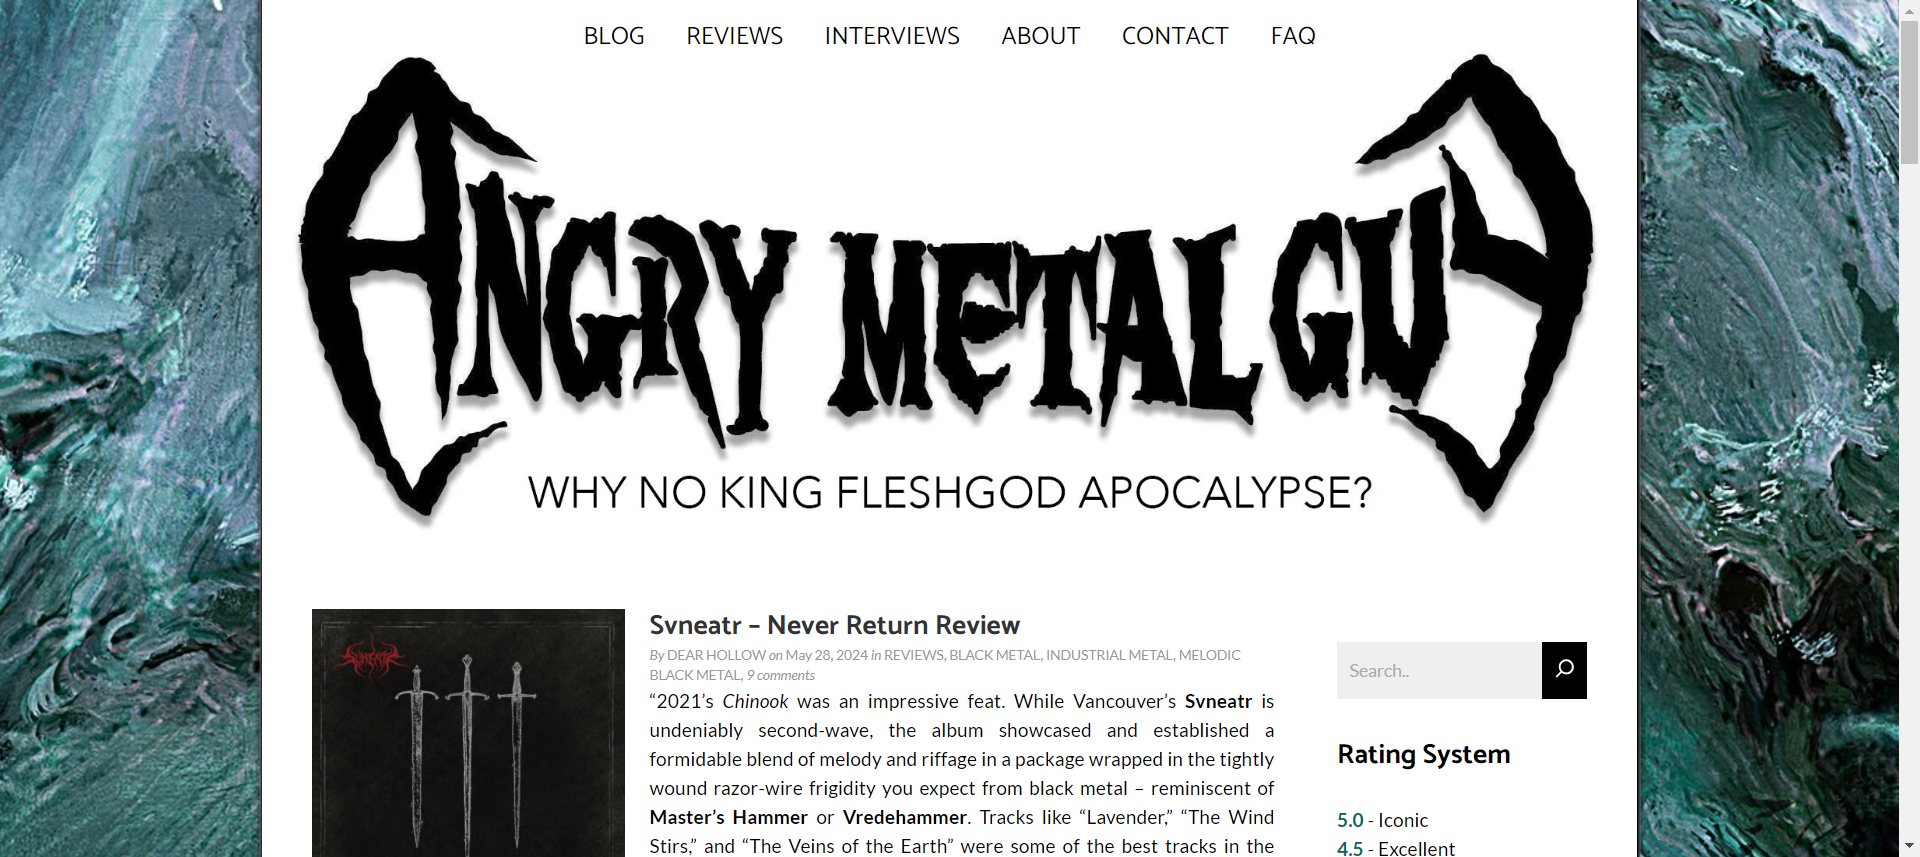 BLOG REVIEWS INTERVIEWS ABOUT CONTACT FAQ
ANGRY METAL GUY
WHY NO KING FLESHGOD APOCALYPSE?
SVNEATR
Svneatr – Never Return Review
By DEAR HOLLOW on May 28, 2024 in REVIEWS, BLACK METAL, INDUSTRIAL METAL, MELODIC
BLACK METAL, 9 comments
“2021’s Chinook was an impressive feat. While Vancouver’s Svneatr is
undeniably second-wave, the album showcased and established a
formidable blend of melody and riffage in a package wrapped in the tightly
wound razor-wire frigidity you expect from black metal – reminiscent of
Master’s Hammer or Vredehammer. Tracks like “Lavender,” “The Wind
Stirs,” and “The Veins of the Earth” were some of the best tracks in the
Search..
Rating System
5.0 - Iconic
4.5 - Excellent